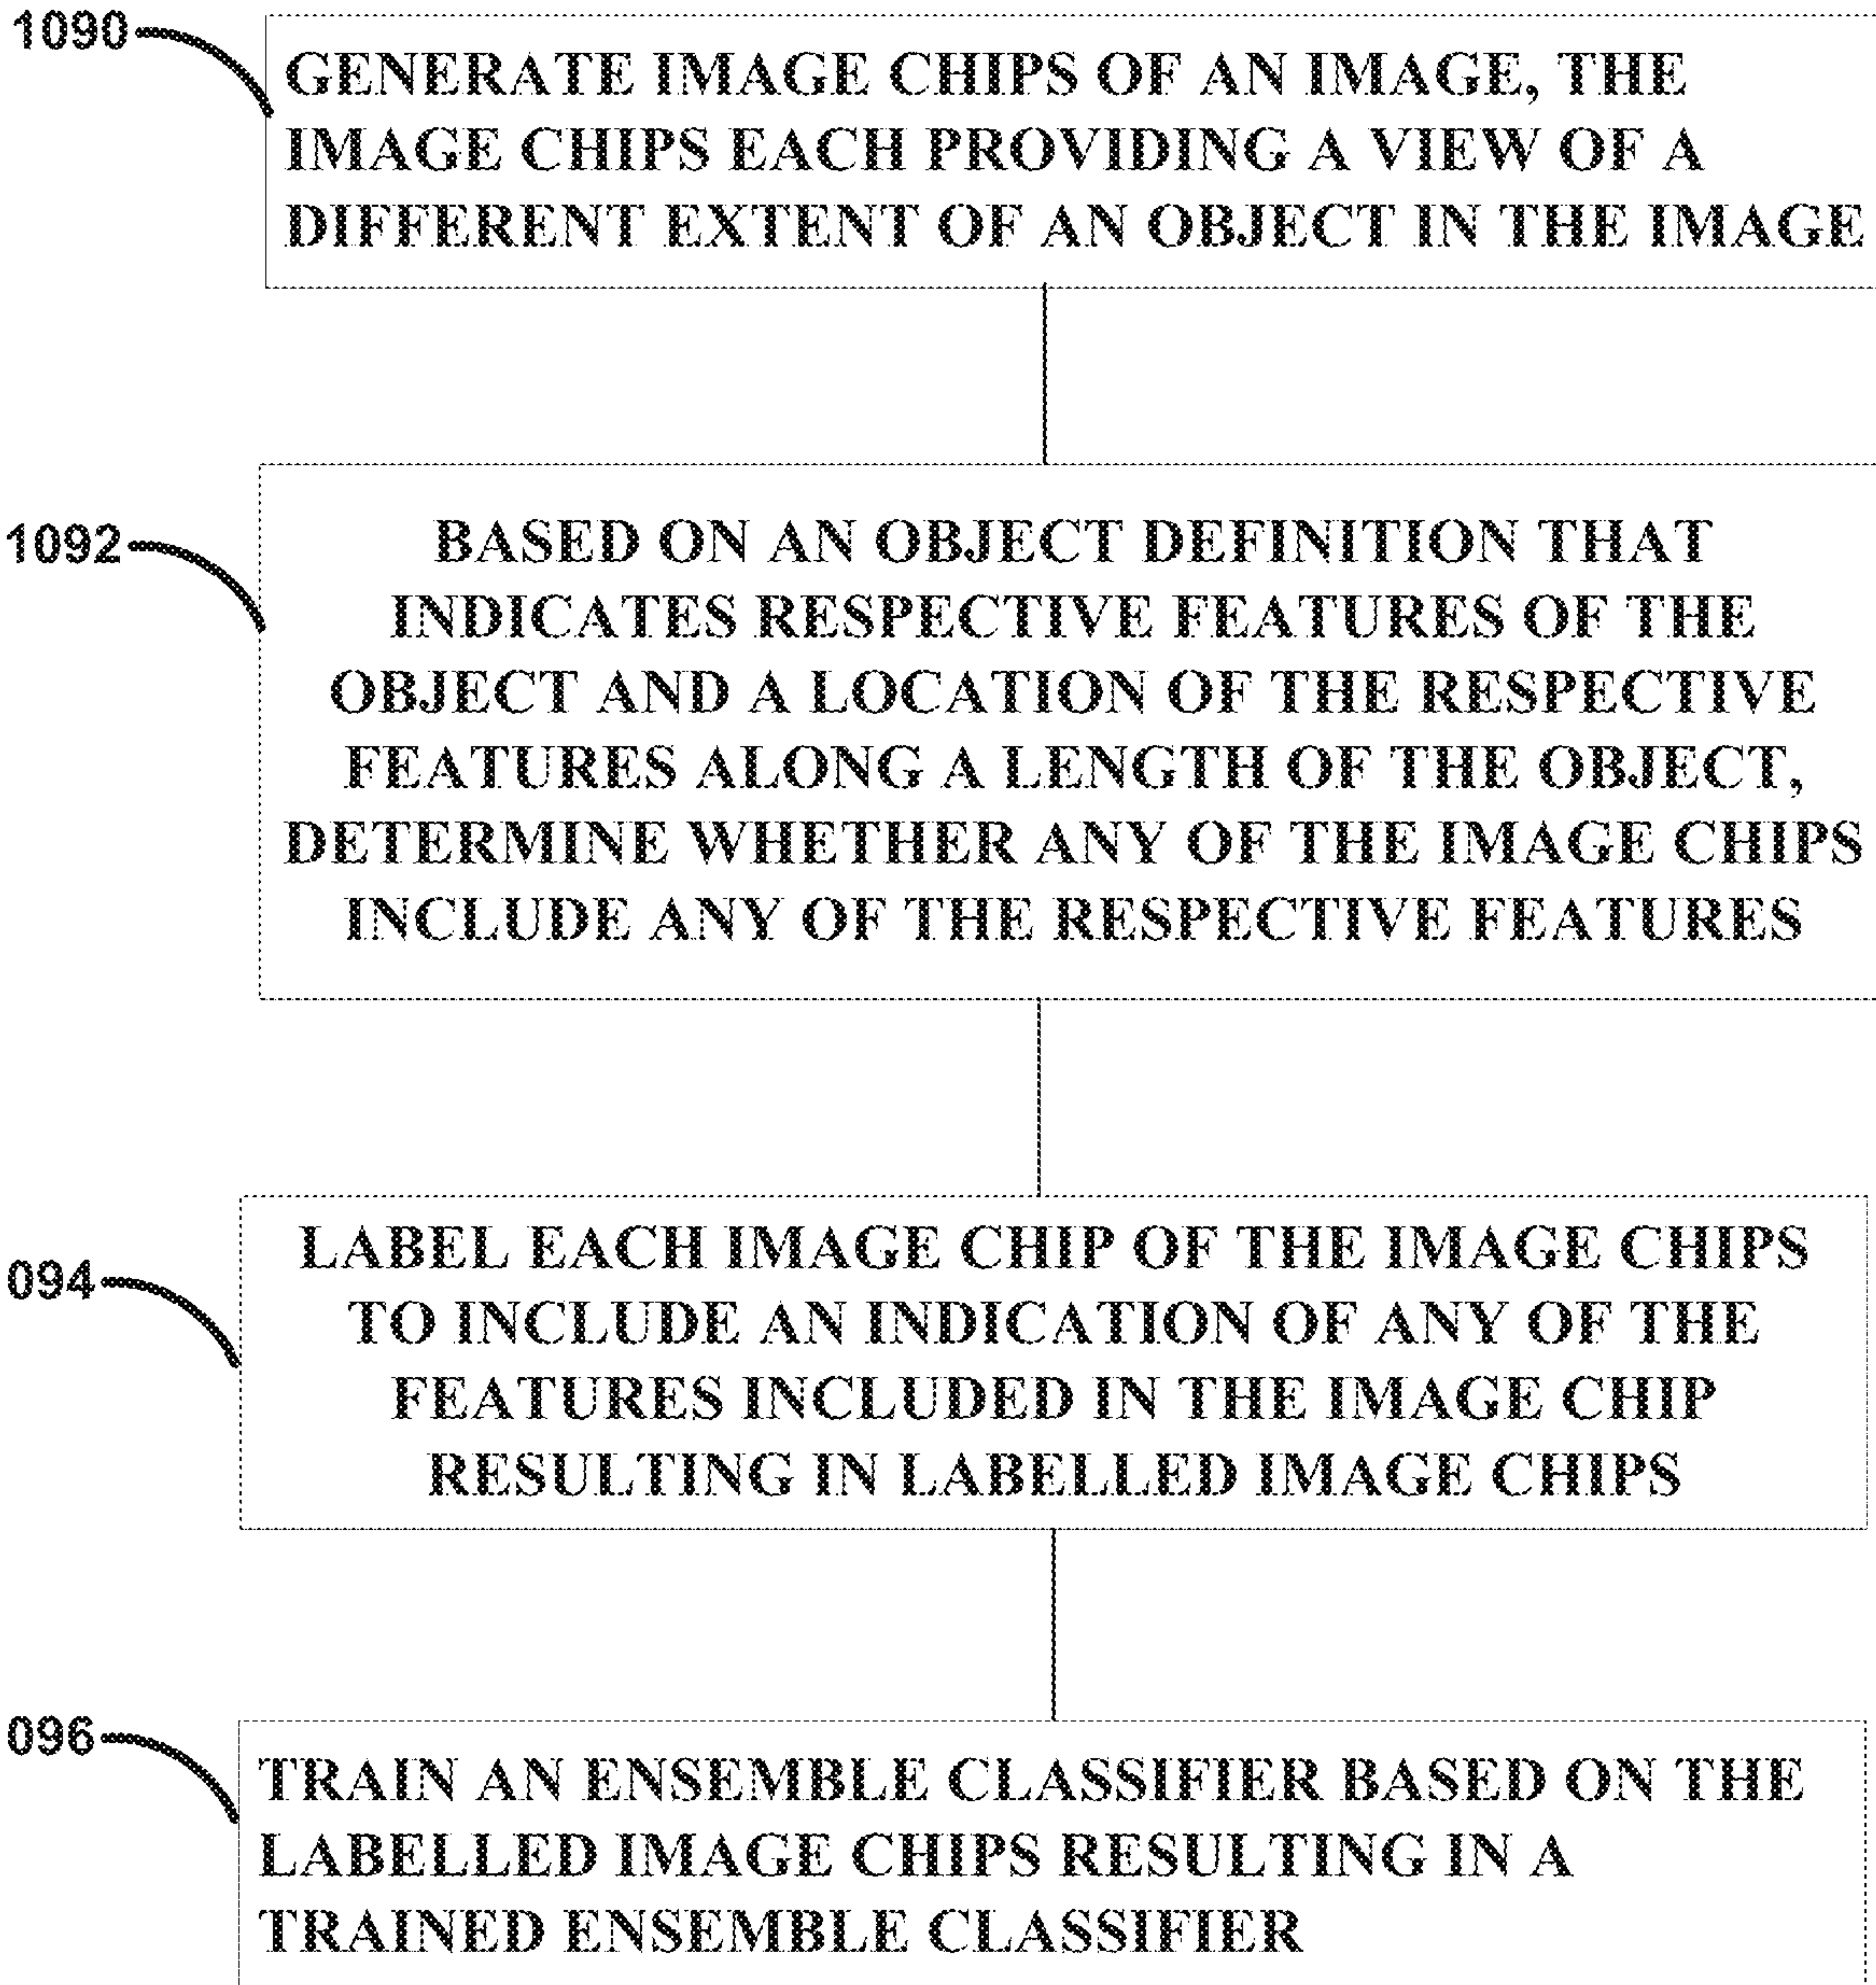 1090
GENERATE IMAGE CHIPS OF AN IMAGE, THE
IMAGE CHIPS EACH PROVIDING A VIEW OF A
DIFFERENT EXTENT OF AN OBJECT IN THE IMAGE
1092
BASED ON AN OBJECT DEFINITION THAT
INDICATES RESPECTIVE FEATURES OF THE
OBJECT AND A LOCATION OF THE RESPECTIVE
FEATURES ALONG A LENGTH OF THE OBJECT,
DETERMINE WHETHER ANY OF THE IMAGE CHIPS
INCLUDE ANY OF THE RESPECTIVE FEATURES
094
LABEL EACH IMAGE CHIP OF THE IMAGE CHIPS
TO INCLUDE AN INDICATION OF ANY OF THE
FEATURES INCLUDED IN THE IMAGE CHIP
RESULTING IN LABELLED IMAGE CHIPS
096
TRAIN AN ENSEMBLE CLASSIFIER BASED ON THE
LABELLED IMAGE CHIPS RESULTING IN A
TRAINED ENSEMBLE CLASSIFIER